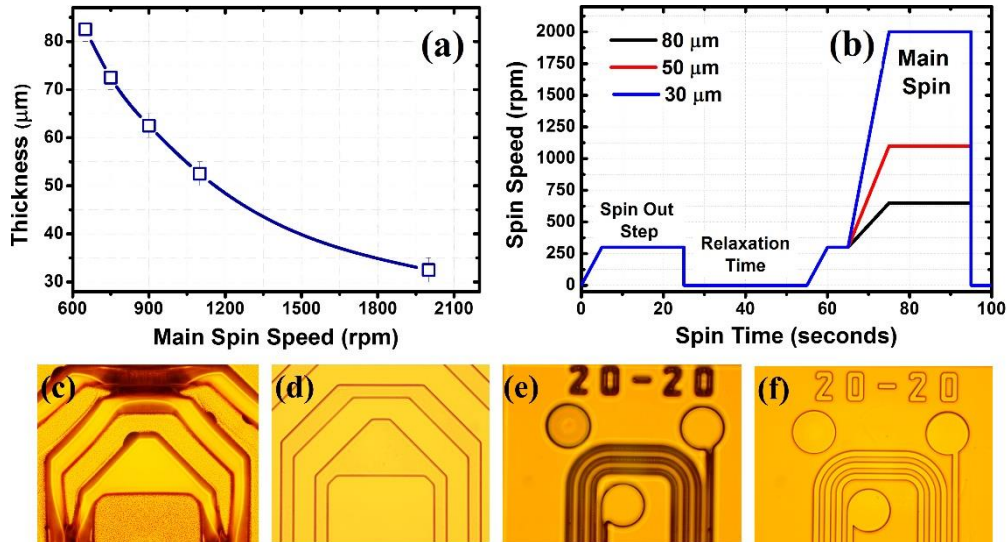 (a)
80
70
60
50
40
30
Thickness (μm)
600 900 1200 1500 1800 2100
Main Spin Speed (rpm)
(b)
2000
1750
1500
1250
1000
750
500
250
0
Spin Speed (rpm)
80 μm
50 μm
30 μm
Main
Spin
Spin Out
Step
Relaxation
Time
0 20 40 60 80 100
Spin Time (seconds)
(c)
(d)
(e)
20-20
(f)
20-20